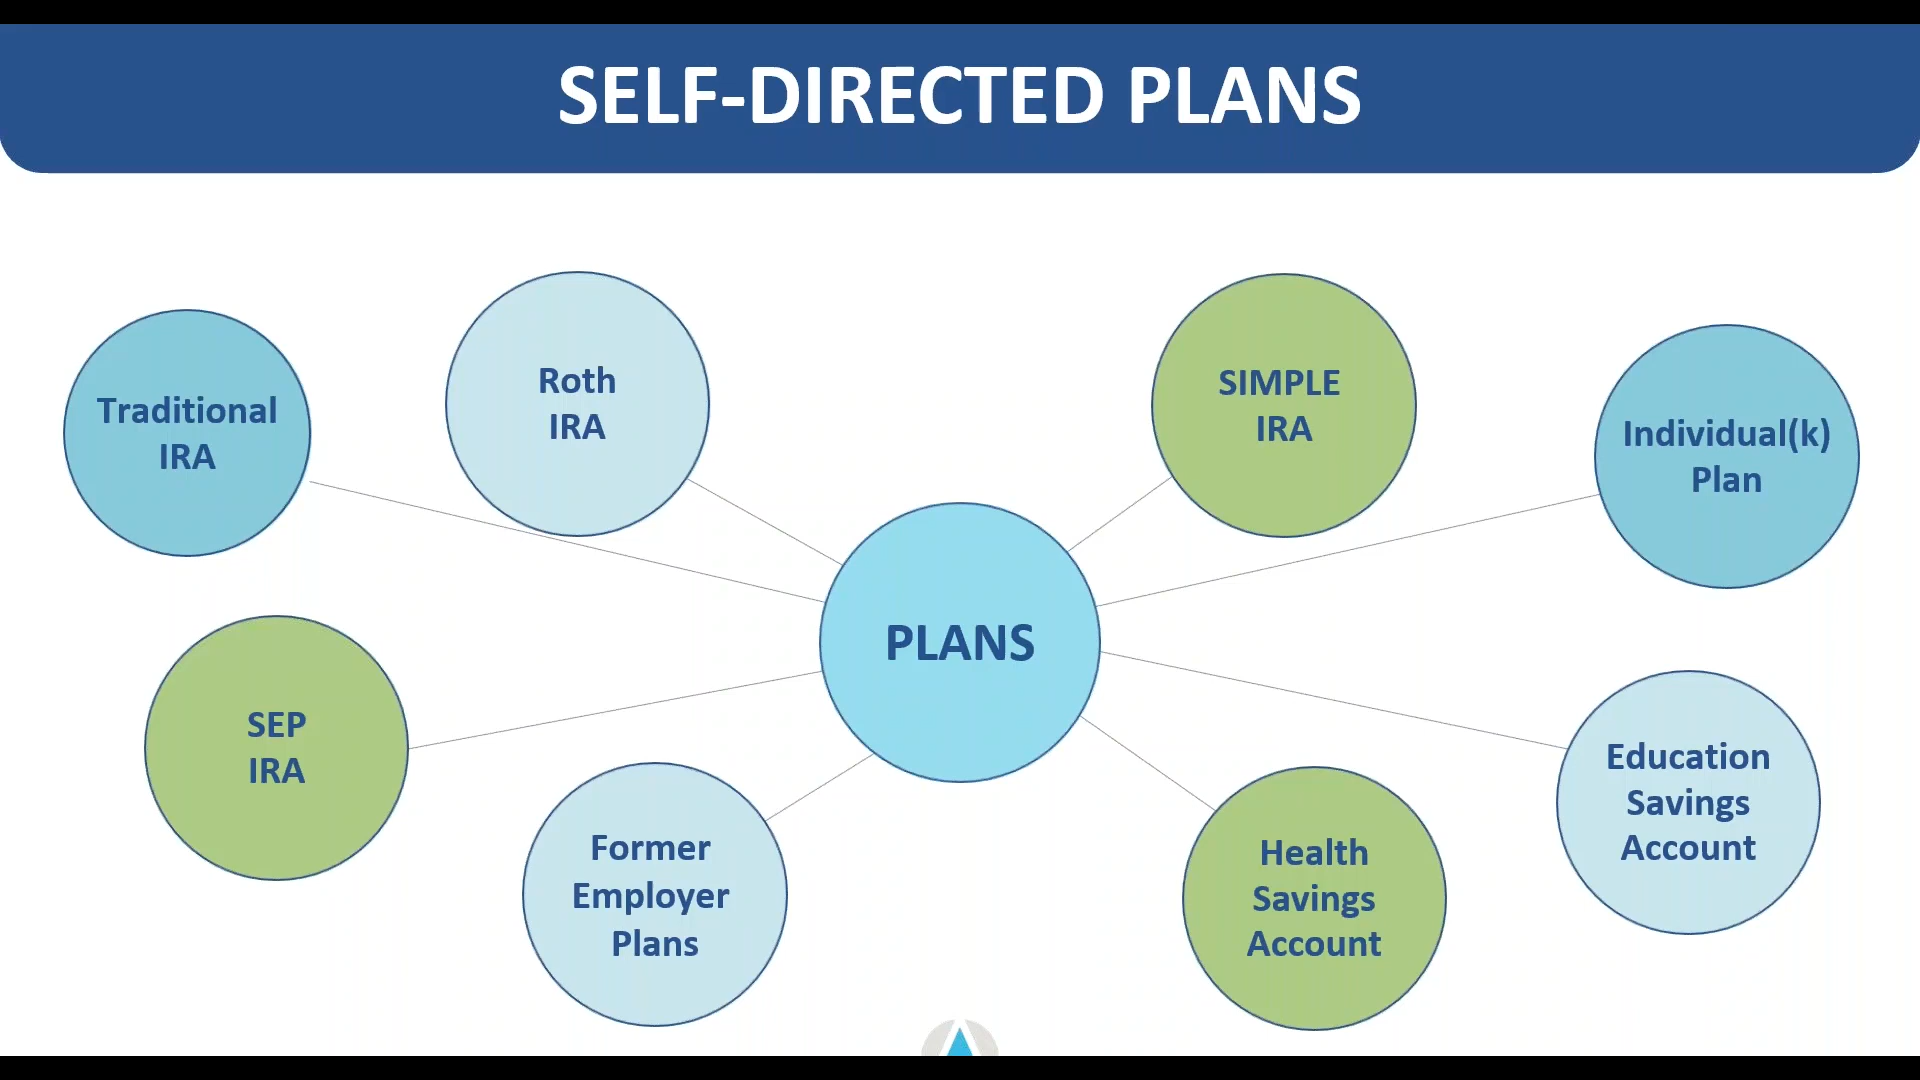 SELF-DIRECTED PLANS
Traditional
IRA
Roth
IRA
SIMPLE
IRA
Individual(k)
Plan
PLANS
SEP
IRA
Former
Employer
Plans
Health
Savings
Account
Education
Savings
Account